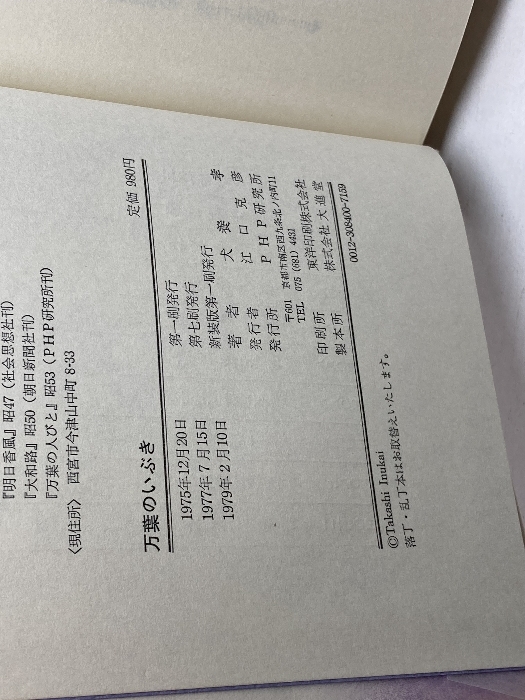 『明日香風』昭47（社会思想社刊）
『大和路』昭50（朝日新聞社刊）
『万葉の人びと』昭53（PHP研究所刊）
〈現住所〉 西宮市今津山中町 8-33
万葉のいぶき 定価 980円
1975年12月20日 第一刷発行
1977年7月15日 第七刷発行
1979年2月10日 新装版第一刷発行
著者 犬養孝
発行者 江口克彦
発行所 PHP研究所
〒601 京都市南区西九条北ノ内町11
TEL 075 (681) 4431
印刷所 東洋印刷株式会社
製本所 株式会社大進堂
0012-308400-7159
©Takashi Inukai
落丁・乱丁本はお取替えいたします。